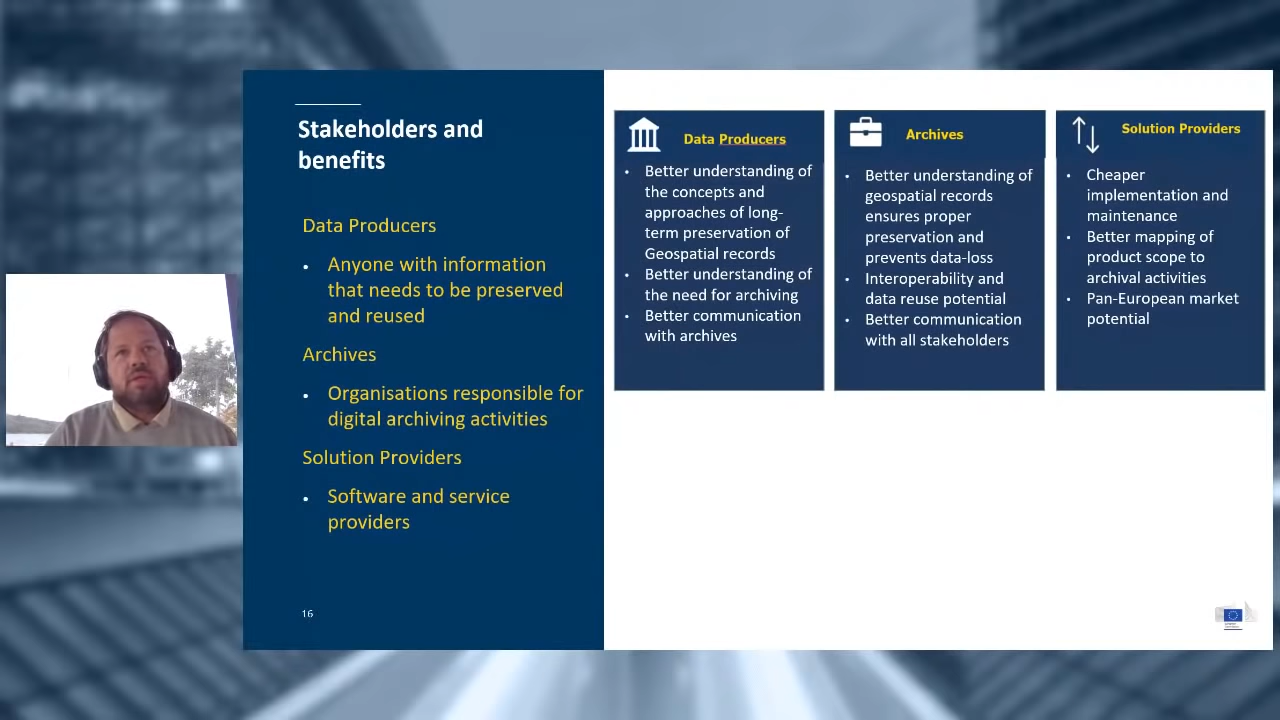 Stakeholders and
benefits
Data Producers
• Anyone with information
that needs to be preserved
and reused
Archives
• Organisations responsible for
digital archiving activities
Solution Providers
• Software and service
providers
16
Data Producers
• Better understanding of
the concepts and
approaches of long-
term preservation of
Geospatial records
• Better understanding of
the need for archiving
• Better communication
with archives
Archives
• Better understanding of
geospatial records
ensures proper
preservation and
prevents data-loss
• Interoperability and
data reuse potential
• Better communication
with all stakeholders
Solution Providers
• Cheaper
implementation and
maintenance
• Better mapping of
product scope to
archival activities
• Pan-European market
potential